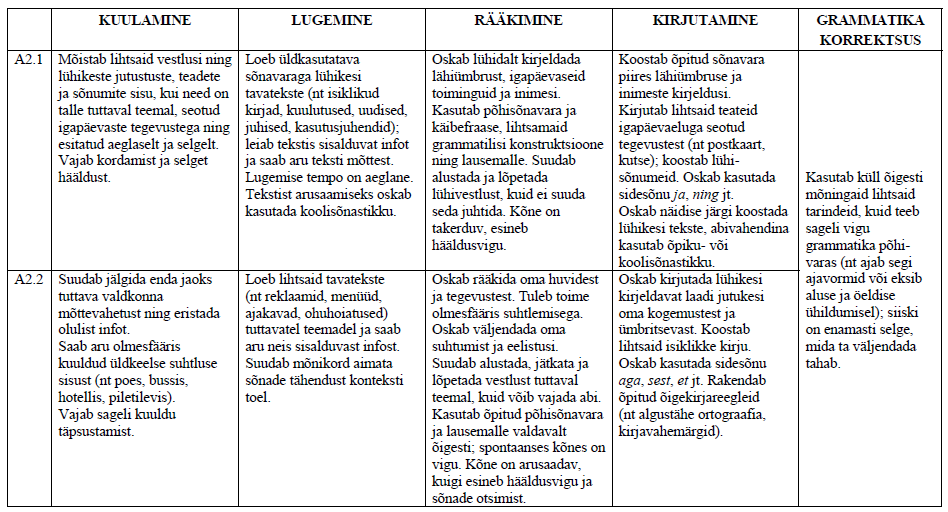 KUULAMINE
LUGEMINE
RÄÄKIMINE
KIRJUTAMINE
GRAMMATIKA
KORREKTSUS
A2.1
Mõistab lihtsaid vestlusi ning
lühikeste jutustuste, teadete
ja sõnumite sisu, kui need on
talle tuttaval teemal, seotud
igapäevaste tegevustega ning
esitatud aeglaselt ja selgelt.
Vajab kordamist ja selget
hääldust.
Loeb üldkasutatava
sõnavaraga lühikesi
tavatekste (nt isiklikud
kirjad, kuulutused, uudised,
juhised, kasutusjuhendid);
leiab tekstis sisalduvat infot
ja saab aru teksti mõttest.
Lugemise tempo on aeglane.
Tekstist arusaamiseks oskab
kasutada koolisõnastikku.
Oskab lühidalt kirjeldada
lähiümbrust, igapäevaseid
toiminguid ja inimesi.
Kasutab põhisõnavara ja
käibefraase, lihtsamaid
grammatilisi konstruktsioone
ning lausemalle. Suudab
alustada ja lõpetada
lühivestlust, kuid ei suuda
seda juhtida. Kõne on
takerduv, esineb
hääldusvigu.
Koostab õpitud sõnavara
piires lähiümbruse ja
inimeste kirjeldusi.
Kirjutab lihtsaid teateid
igapäevaeluga seotud
tegevustest (nt postkaart,
kutse); koostab lühi-
sõnumeid. Oskab kasutada
sidesõnu ja, ning jt.
Oskab näidise järgi koostada
lühikesi tekste, abivahendina
kasutab õpiku- või
koolisõnastikku.
Kasutab küll õigesti
mõningaid lihtsaid
tarindeid, kuid teeb
sageli vigu
grammatika põhi-
varas (nt ajab segi
ajavormid või eksib
aluse ja öeldise
ühildumisel); siiski
on enamasti selge,
mida ta väljendada
tahab.
A2.2
Suudab jälgida enda jaoks
tuttava valdkonna
mõttevahetust ning eristada
olulist infot.
Saab aru olmesfääris
kuuldud üldkeelse suhtluse
sisust (nt poes, bussis,
hotellis, piletilevis).
Vajab sageli kuuldu
täpsustamist.
Loeb lihtsaid tavatekste
(nt reklaamid, menüüd,
ajakavad, ohuhoiatused)
tuttavatel teemadel ja saab
aru neis sisalduvast infost.
Suudab mõnikord aimata
sõnade tähendust konteksti
toel.
Oskab rääkida oma huvidest
ja tegevustest. Tuleb toime
olmesfääri suhtlemisega.
Oskab väljendada oma
suhtumist ja eelistusi.
Suudab alustada, jätkata ja
lõpetada vestlust tuttaval
teemal, kuid võib vajada abi.
Kasutab õpitud põhisõnavara
ja lausemalle valdavalt
õigesti; spontaanses kõnes on
vigu. Kõne on arusaadav,
kuigi esineb hääldusvigu ja
sõnade otsimist.
Oskab kirjutada lühikesi
kirjeldavat laadi jutukesi
oma kogemustest ja
ümbritsevast. Koostab
lihtsaid isiklikke kirju.
Oskab kasutada sidesõnu
aga, sest, et jt. Rakendab
õpitud õigekirjareegleid
(nt algustähe ortograafia,
kirjavahemärgid).